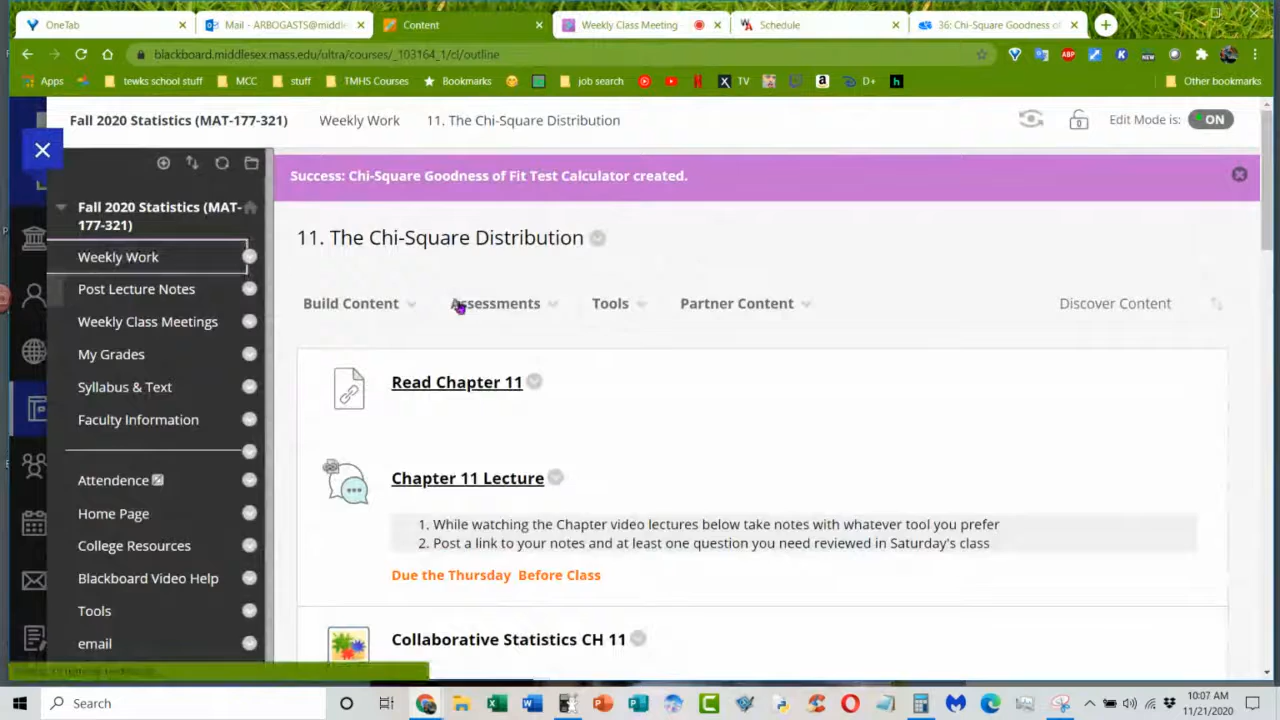 OneTab
Mail - ARBOGASTS@middle
Content
Weekly Class Meeting
Schedule
36: Chi-Square Goodness of
blackboard.middlesex.mass.edu/ultra/courses/_103164_1/cl/outline
Apps
tewks school stuff
MCC
stuff
TMHS Courses
Bookmarks
job search
TV
D+
Other bookmarks
Fall 2020 Statistics (MAT-177-321)
Weekly Work
11. The Chi-Square Distribution
Edit Mode is:
ON
Success: Chi-Square Goodness of Fit Test Calculator created.
Fall 2020 Statistics (MAT-
177-321)
Weekly Work
Post Lecture Notes
Weekly Class Meetings
My Grades
Syllabus & Text
Faculty Information
Attendence
Home Page
College Resources
Blackboard Video Help
Tools
email
11. The Chi-Square Distribution
Build Content
Assessments
Tools
Partner Content
Discover Content
Read Chapter 11
Chapter 11 Lecture
1. While watching the Chapter video lectures below take notes with whatever tool you prefer
2. Post a link to your notes and at least one question you need reviewed in Saturday's class
Due the Thursday Before Class
Collaborative Statistics CH 11
Search
10:07 AM
11/21/2020